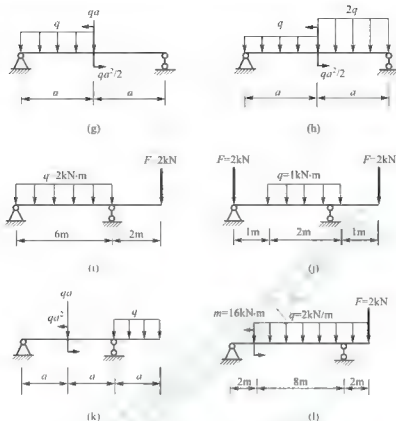 qa
q
qa²/2
a
a
(g)
2q
q
qa²/2
a
a
(h)
F=2kN
q=2kN·m
6m
2m
(i)
F=2kN
F=2kN
q=1kN·m
1m
2m
1m
(j)
qa
qa²
q
a
a
a
(k)
F=2kN
m=16kN·m
q=2kN/m
2m
8m
2m
(l)